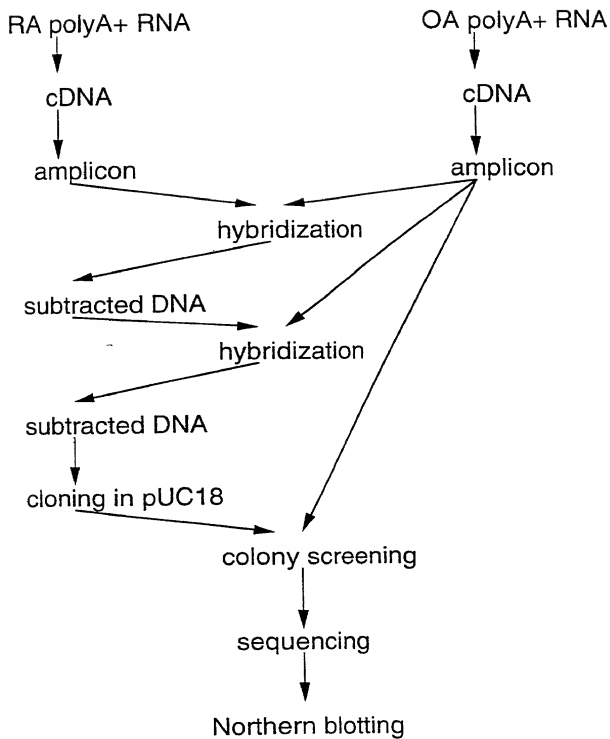 RA polyA+ RNA
OA polyA+ RNA
cDNA
cDNA
amplicon
amplicon
hybridization
subtracted DNA
hybridization
subtracted DNA
cloning in pUC18
colony screening
sequencing
Northern blotting